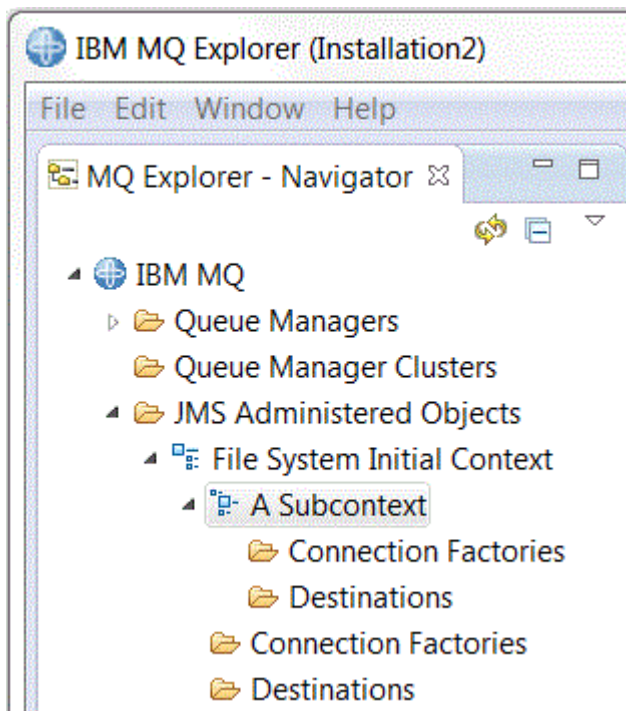 IBM MQ Explorer (Installation2)
File Edit Window Help
MQ Explorer - Navigator
IBM MQ
Queue Managers
Queue Manager Clusters
JMS Administered Objects
File System Initial Context
A Subcontext
Connection Factories
Destinations
Connection Factories
Destinations